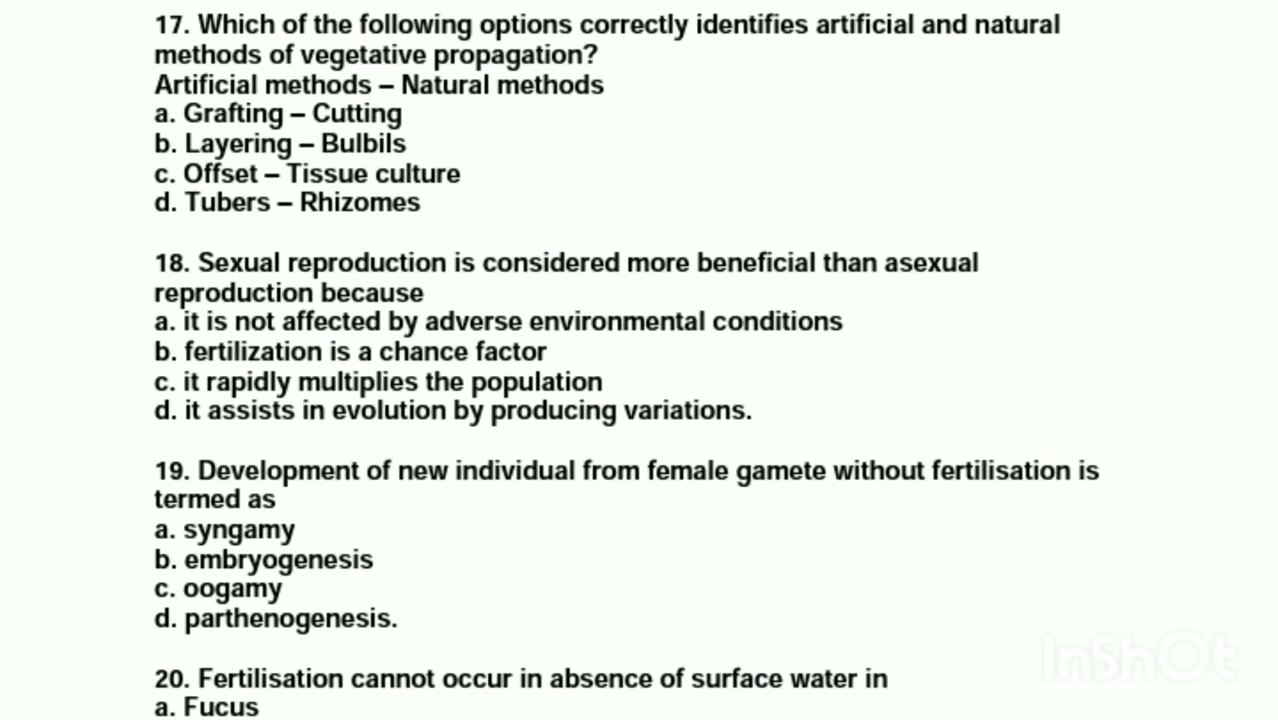 17. Which of the following options correctly identifies artificial and natural
methods of vegetative propagation?
Artificial methods – Natural methods
a. Grafting – Cutting
b. Layering – Bulbils
c. Offset – Tissue culture
d. Tubers – Rhizomes
18. Sexual reproduction is considered more beneficial than asexual
reproduction because
a. it is not affected by adverse environmental conditions
b. fertilization is a chance factor
c. it rapidly multiplies the population
d. it assists in evolution by producing variations.
19. Development of new individual from female gamete without fertilisation is
termed as
a. syngamy
b. embryogenesis
c. oogamy
d. parthenogenesis.
20. Fertilisation cannot occur in absence of surface water in
a. Fucus
InShOt